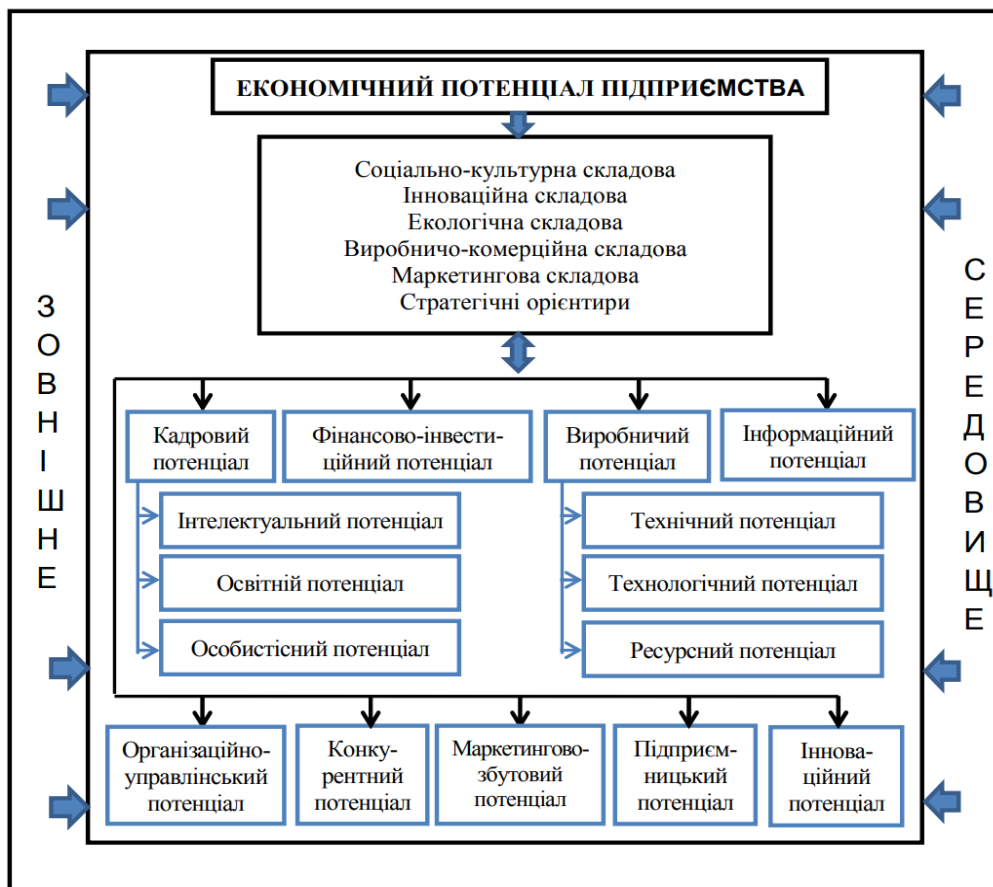 ЕКОНОМІЧНИЙ ПОТЕНЦІАЛ ПІДПРИЄМСТВА
Соціально-культурна складова
Інноваційна складова
Екологічна складова
Виробничо-комерційна складова
Маркетингова складова
Стратегічні орієнтири
ЗОВНІШНЄ
СЕРЕДОВИЩЕ
Кадровий
потенціал
Фінансово-інвести-
ційний потенціал
Виробничий
потенціал
Інформаційний
потенціал
Інтелектуальний потенціал
Освітній потенціал
Особистісний потенціал
Технічний потенціал
Технологічний потенціал
Ресурсний потенціал
Організаційно-
управлінський
потенціал
Конку-
рентний
потенціал
Маркетингово-
збутовий
потенціал
Підприєм-
ницький
потенціал
Іннова-
ційний
потенціал